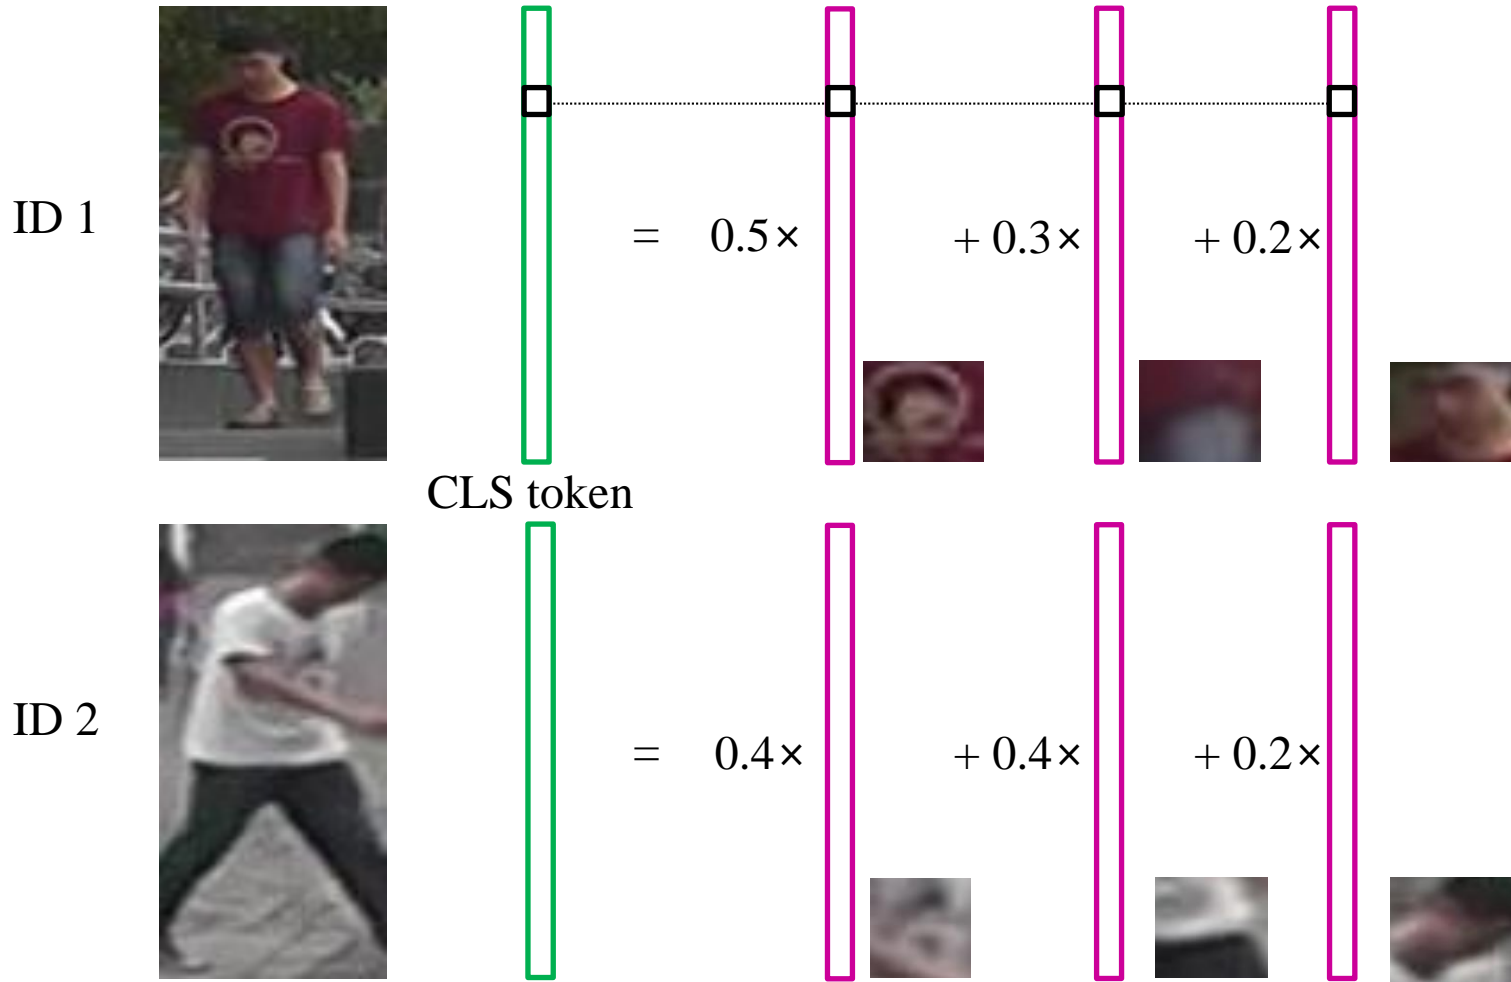 ID 1
= 0.5× + 0.3× + 0.2×
CLS token
ID 2
= 0.4× + 0.4× + 0.2×